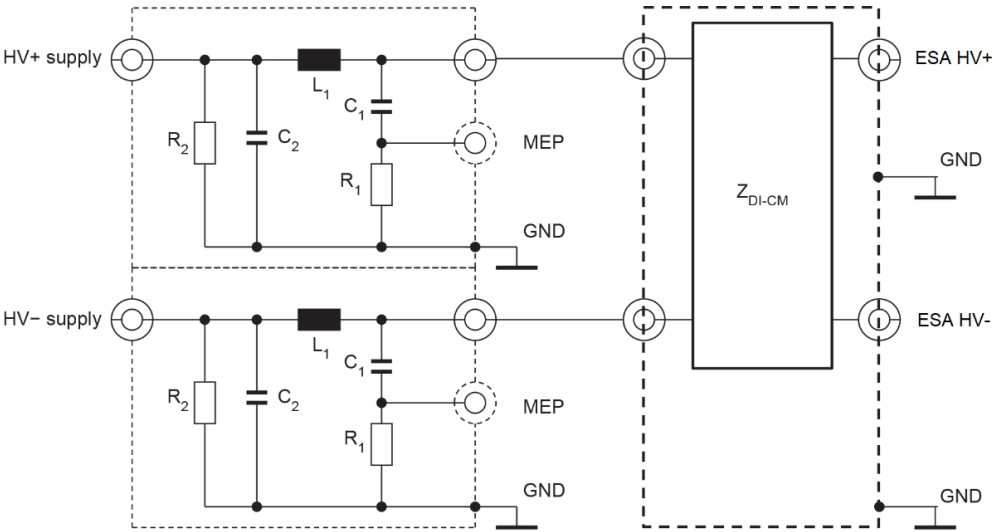 HV+ supply
L1
C1
R2
C2
MEP
R1
GND
ZDI-CM
ESA HV+
GND
HV− supply
L1
C1
R2
C2
MEP
R1
GND
ESA HV-
GND